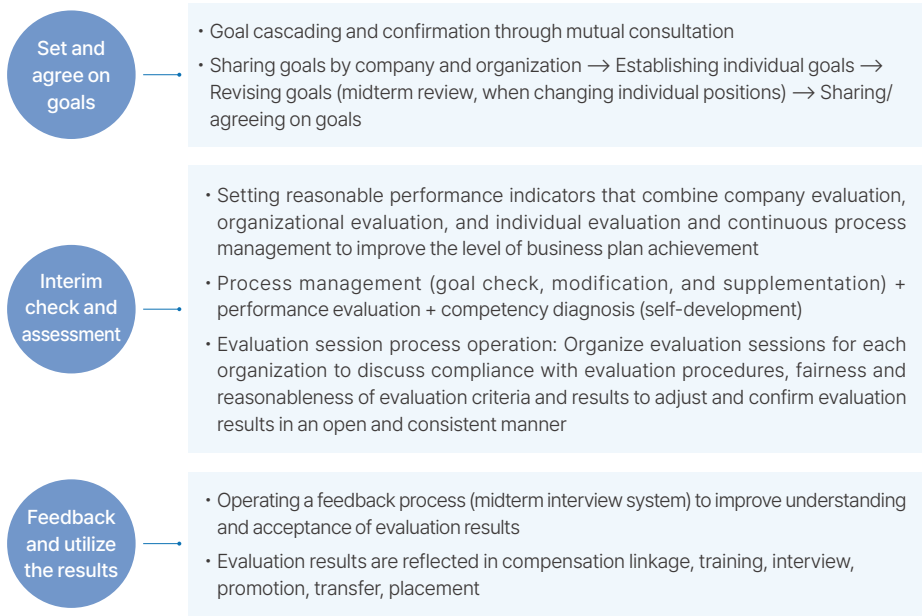 Set and
agree on
goals
• Goal cascading and confirmation through mutual consultation
• Sharing goals by company and organization → Establishing individual goals →
Revising goals (midterm review, when changing individual positions) → Sharing/
agreeing on goals
Interim
check and
assessment
• Setting reasonable performance indicators that combine company evaluation,
organizational evaluation, and individual evaluation and continuous process
management to improve the level of business plan achievement
• Process management (goal check, modification, and supplementation) +
performance evaluation + competency diagnosis (self-development)
• Evaluation session process operation: Organize evaluation sessions for each
organization to discuss compliance with evaluation procedures, fairness and
reasonableness of evaluation criteria and results to adjust and confirm evaluation
results in an open and consistent manner
Feedback
and utilize
the results
• Operating a feedback process (midterm interview system) to improve understanding
and acceptance of evaluation results
• Evaluation results are reflected in compensation linkage, training, interview,
promotion, transfer, placement